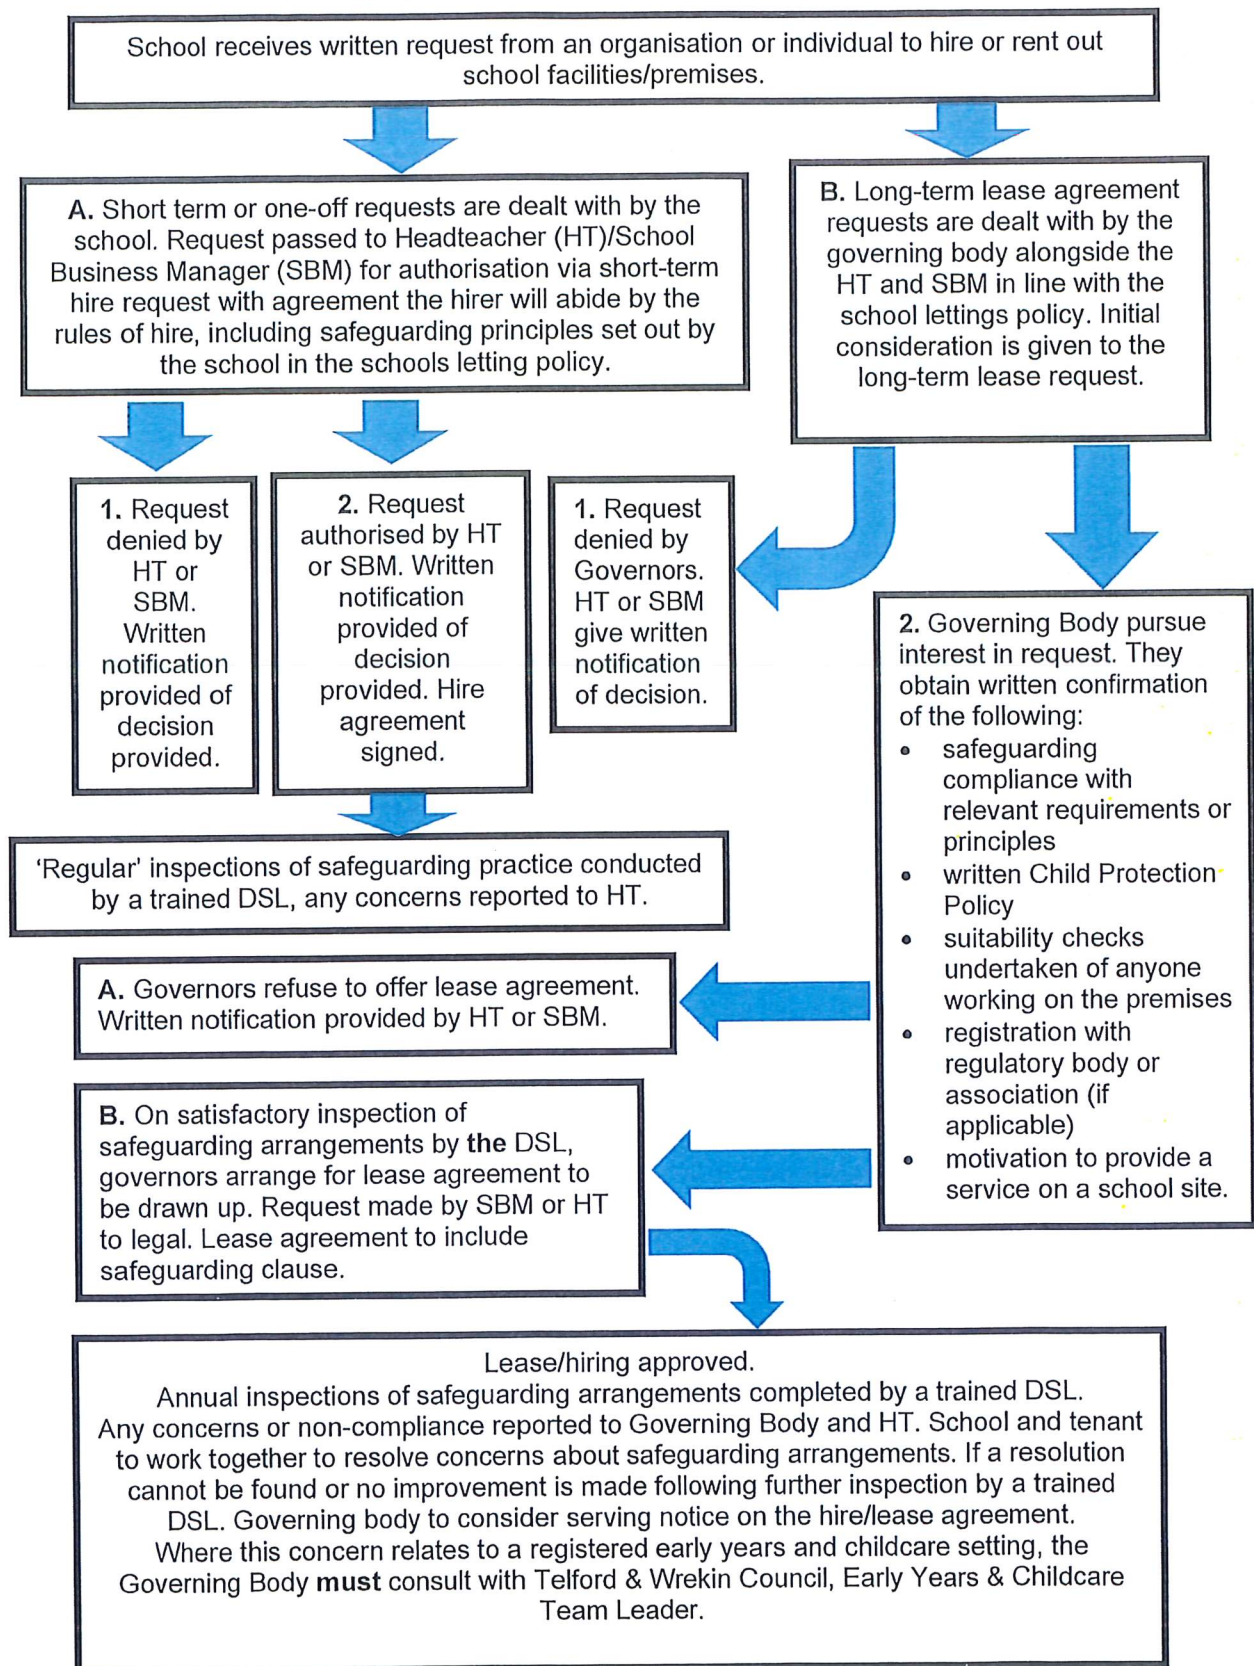 School receives written request from an organisation or individual to hire or rent out
school facilities/premises.
A. Short term or one-off requests are dealt with by the
school. Request passed to Headteacher (HT)/School
Business Manager (SBM) for authorisation via short-term
hire request with agreement the hirer will abide by the
rules of hire, including safeguarding principles set out by
the school in the schools letting policy.
B. Long-term lease agreement
requests are dealt with by the
governing body alongside the
HT and SBM in line with the
school lettings policy. Initial
consideration is given to the
long-term lease request.
1. Request
denied by
HT or
SBM.
Written
notification
provided of
decision
provided.
2. Request
authorised by HT
or SBM. Written
notification
provided of
decision
provided. Hire
agreement
signed.
1. Request
denied by
Governors.
HT or SBM
give written
notification
of decision.
2. Governing Body pursue
interest in request. They
obtain written confirmation
of the following:
• safeguarding
compliance with
relevant requirements or
principles
• written Child Protection
Policy
• suitability checks
undertaken of anyone
working on the premises
• registration with
regulatory body or
association (if
applicable)
• motivation to provide a
service on a school site.
'Regular' inspections of safeguarding practice conducted
by a trained DSL, any concerns reported to HT.
A. Governors refuse to offer lease agreement.
Written notification provided by HT or SBM.
B. On satisfactory inspection of
safeguarding arrangements by the DSL,
governors arrange for lease agreement to
be drawn up. Request made by SBM or HT
to legal. Lease agreement to include
safeguarding clause.
Lease/hiring approved.
Annual inspections of safeguarding arrangements completed by a trained DSL.
Any concerns or non-compliance reported to Governing Body and HT. School and tenant
to work together to resolve concerns about safeguarding arrangements. If a resolution
cannot be found or no improvement is made following further inspection by a trained
DSL. Governing body to consider serving notice on the hire/lease agreement.
Where this concern relates to a registered early years and childcare setting, the
Governing Body must consult with Telford & Wrekin Council, Early Years & Childcare
Team Leader.